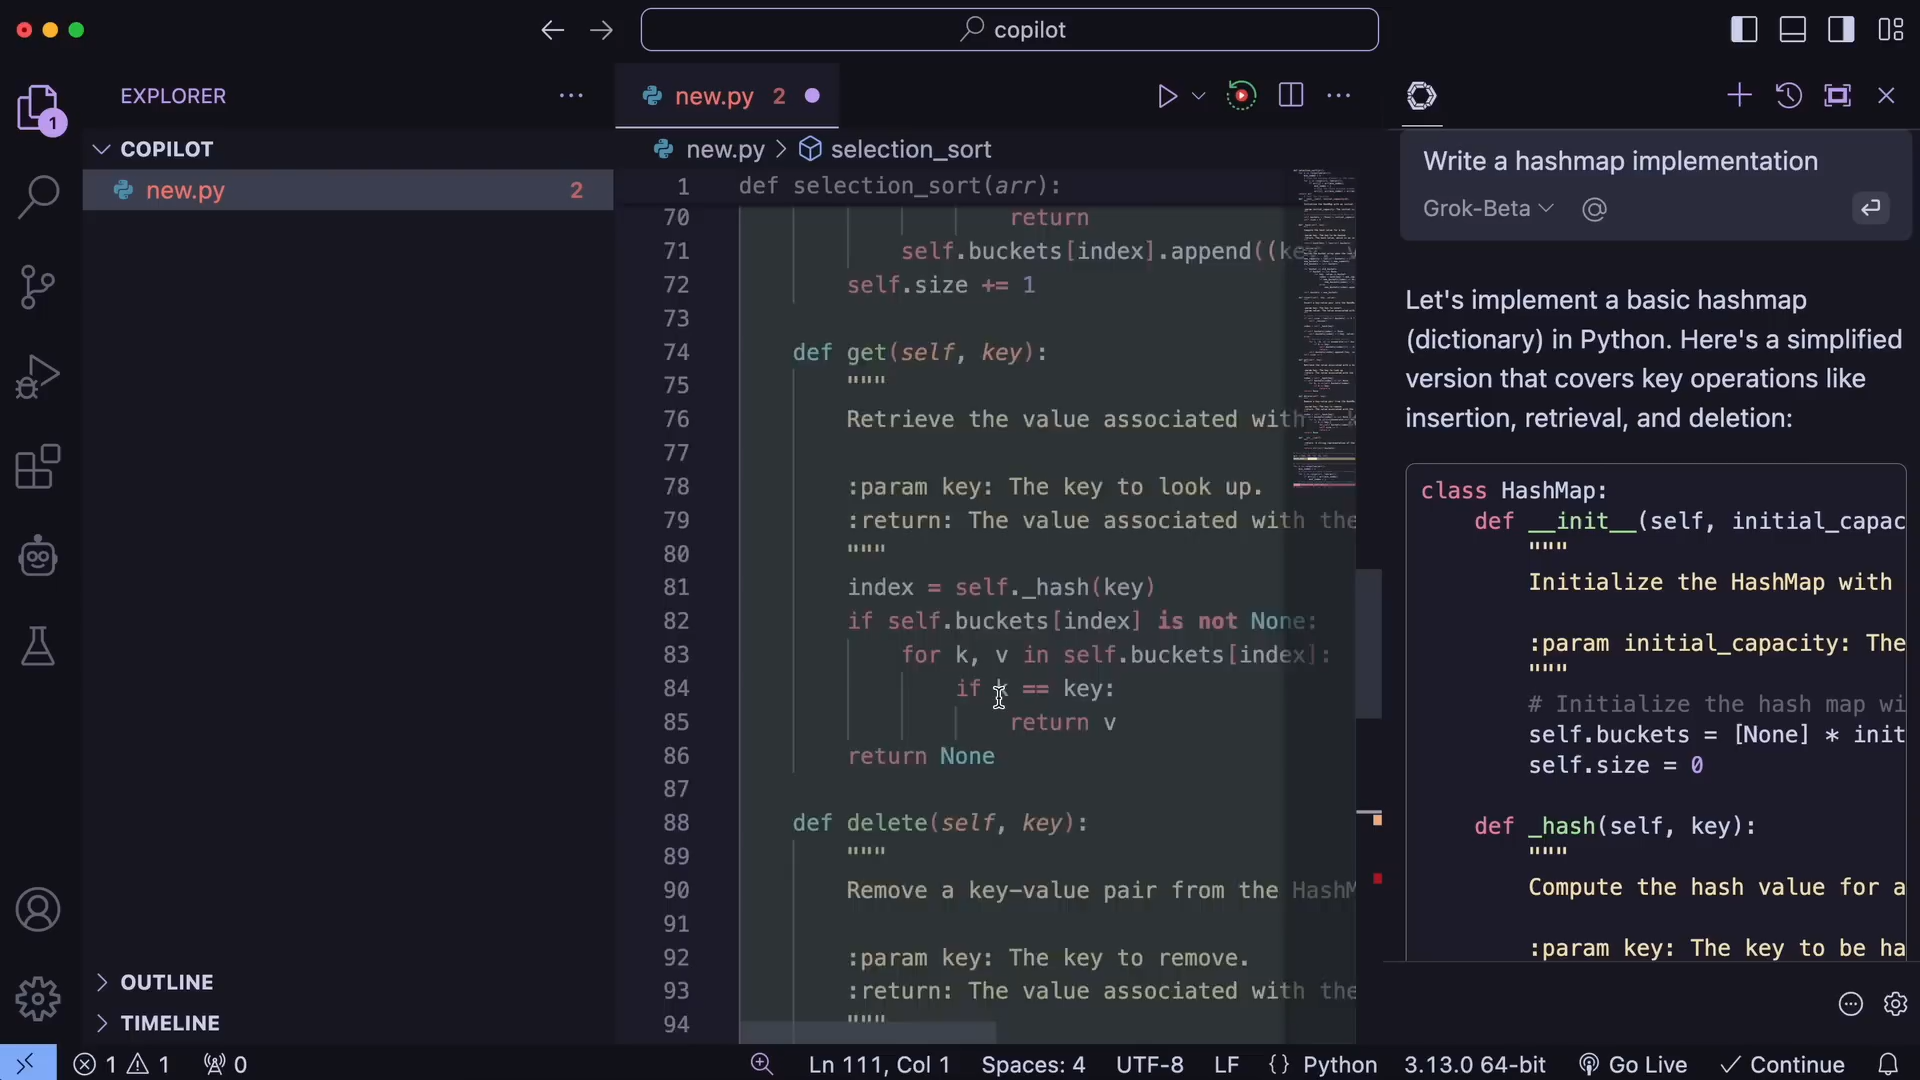 copilot
EXPLORER
COPILOT
new.py 2
1
OUTLINE
TIMELINE
new.py 2
new.py > selection_sort
1 def selection_sort(arr):
70 return
71 self.buckets[index].append((ke
72 self.size += 1
73
74 def get(self, key):
75 """
76 Retrieve the value associated with
77
78 :param key: The key to look up.
79 :return: The value associated with the
80 """
81 index = self._hash(key)
82 if self.buckets[index] is not None:
83 for k, v in self.buckets[index]:
84 if k == key:
85 return v
86 return None
87
88 def delete(self, key):
89 """
90 Remove a key-value pair from the HashM
91
92 :param key: The key to remove.
93 :return: The value associated with the
94 """
Write a hashmap implementation
Grok-Beta
Let's implement a basic hashmap
(dictionary) in Python. Here's a simplified
version that covers key operations like
insertion, retrieval, and deletion:
class HashMap:
def __init__(self, initial_capac
"""
Initialize the HashMap with
:param initial_capacity: The
"""
# Initialize the hash map wi
self.buckets = [None] * init
self.size = 0
def _hash(self, key):
"""
Compute the hash value for a
:param key: The key to be ha
1 1 0 Ln 111, Col 1 Spaces: 4 UTF-8 LF {} Python 3.13.0 64-bit Go Live Continue